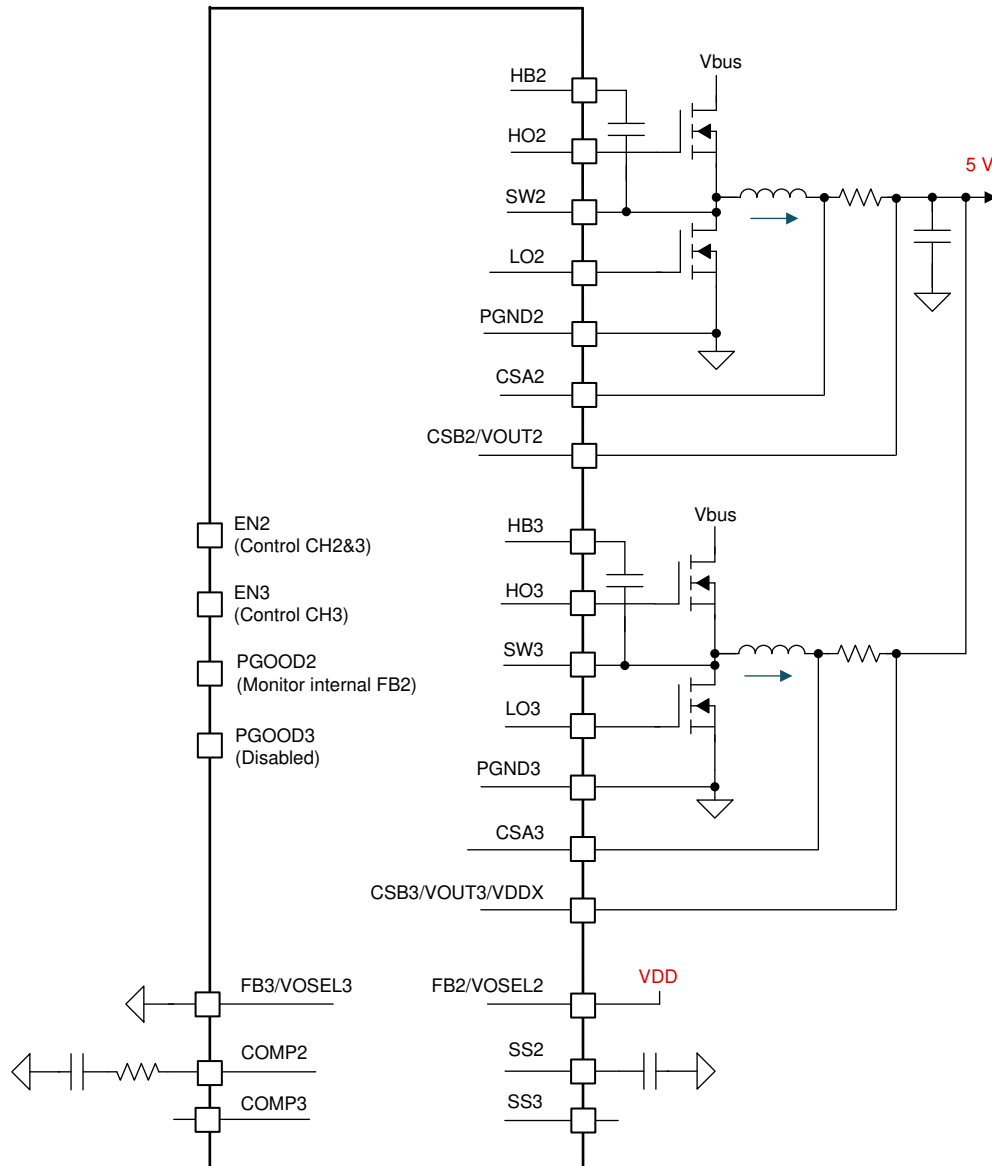 Vbus
HB2
HO2
5 V
SW2
LO2
PGND2
CSA2
CSB2/VOUT2
EN2
(Control CH2&3)
EN3
(Control CH3)
PGOOD2
(Monitor internal FB2)
PGOOD3
(Disabled)
Vbus
HB3
HO3
SW3
LO3
PGND3
CSA3
CSB3/VOUT3/VDDX
FB3/VOSEL3
FB2/VOSEL2
VDD
COMP2
SS2
COMP3
SS3